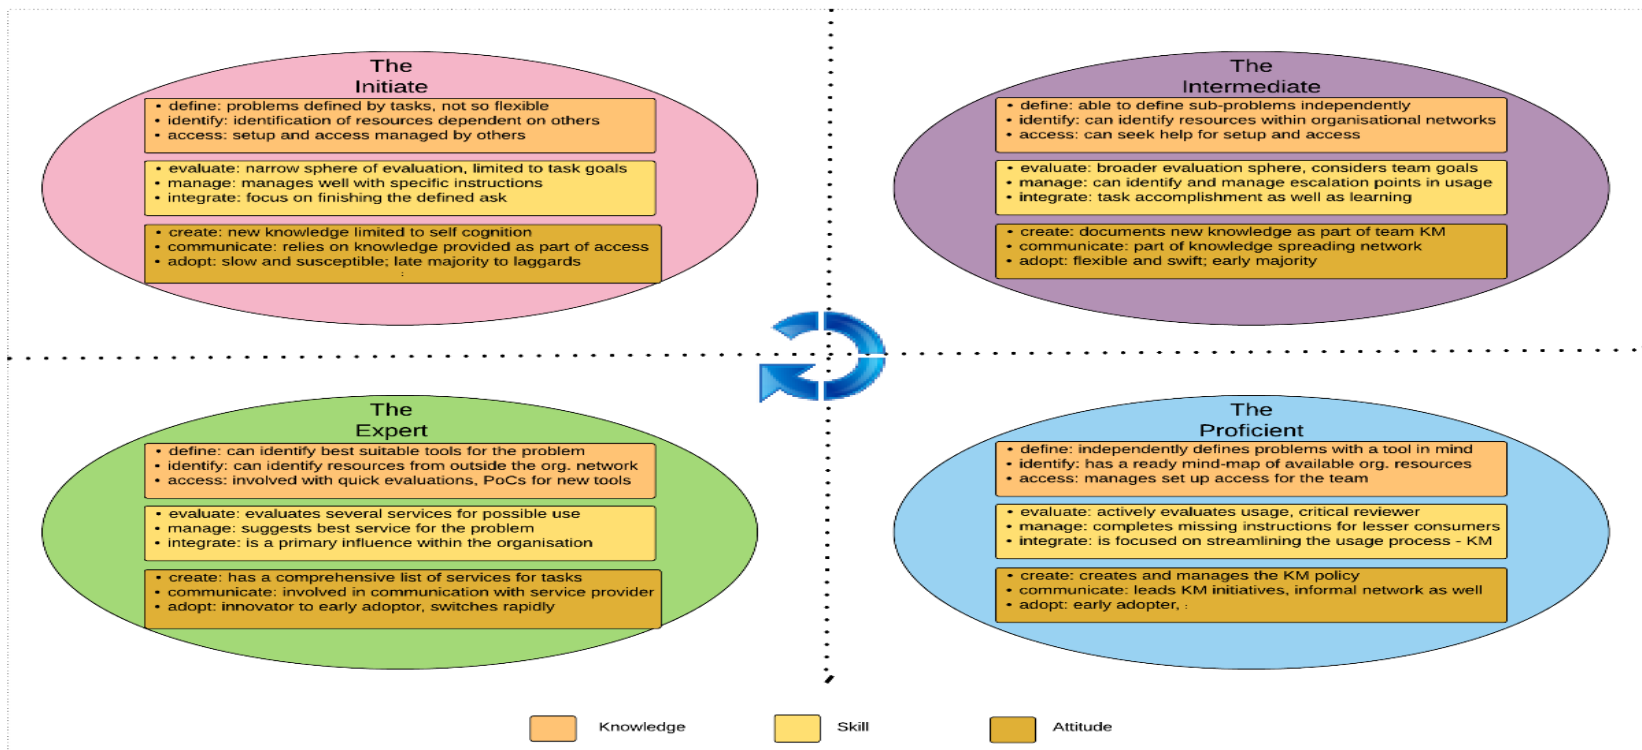 The
Initiate
• define: problems defined by tasks, not so flexible
• identify: identification of resources dependent on others
• access: setup and access managed by others
• evaluate: narrow sphere of evaluation, limited to task goals
• manage: manages well with specific instructions
• integrate: focus on finishing the defined ask
• create: new knowledge limited to self cognition
• communicate: relies on knowledge provided as part of access
• adopt: slow and susceptible; late majority to laggards
:
The
Intermediate
• define: able to define sub-problems independently
• identify: can identify resources within organisational networks
• access: can seek help for setup and access
• evaluate: broader evaluation sphere, considers team goals
• manage: can identify and manage escalation points in usage
• integrate: task accomplishment as well as learning
• create: documents new knowledge as part of team KM
• communicate: part of knowledge spreading network
• adopt: flexible and swift; early majority
The
Expert
• define: can identify best suitable tools for the problem
• identify: can identify resources from outside the org. network
• access: involved with quick evaluations, PoCs for new tools
• evaluate: evaluates several services for possible use
• manage: suggests best service for the problem
• integrate: is a primary influence within the organisation
• create: has a comprehensive list of services for tasks
• communicate: involved in communication with service provider
• adopt: innovator to early adoptor, switches rapidly
The
Proficient
• define: independently defines problems with a tool in mind
• identify: has a ready mind-map of available org. resources
• access: manages set up access for the team
• evaluate: actively evaluates usage, critical reviewer
• manage: completes missing instructions for lesser consumers
• integrate: is focused on streamlining the usage process - KM
• create: creates and manages the KM policy
• communicate: leads KM initiatives, informal network as well
• adopt: early adopter, :
Knowledge
Skill
Attitude